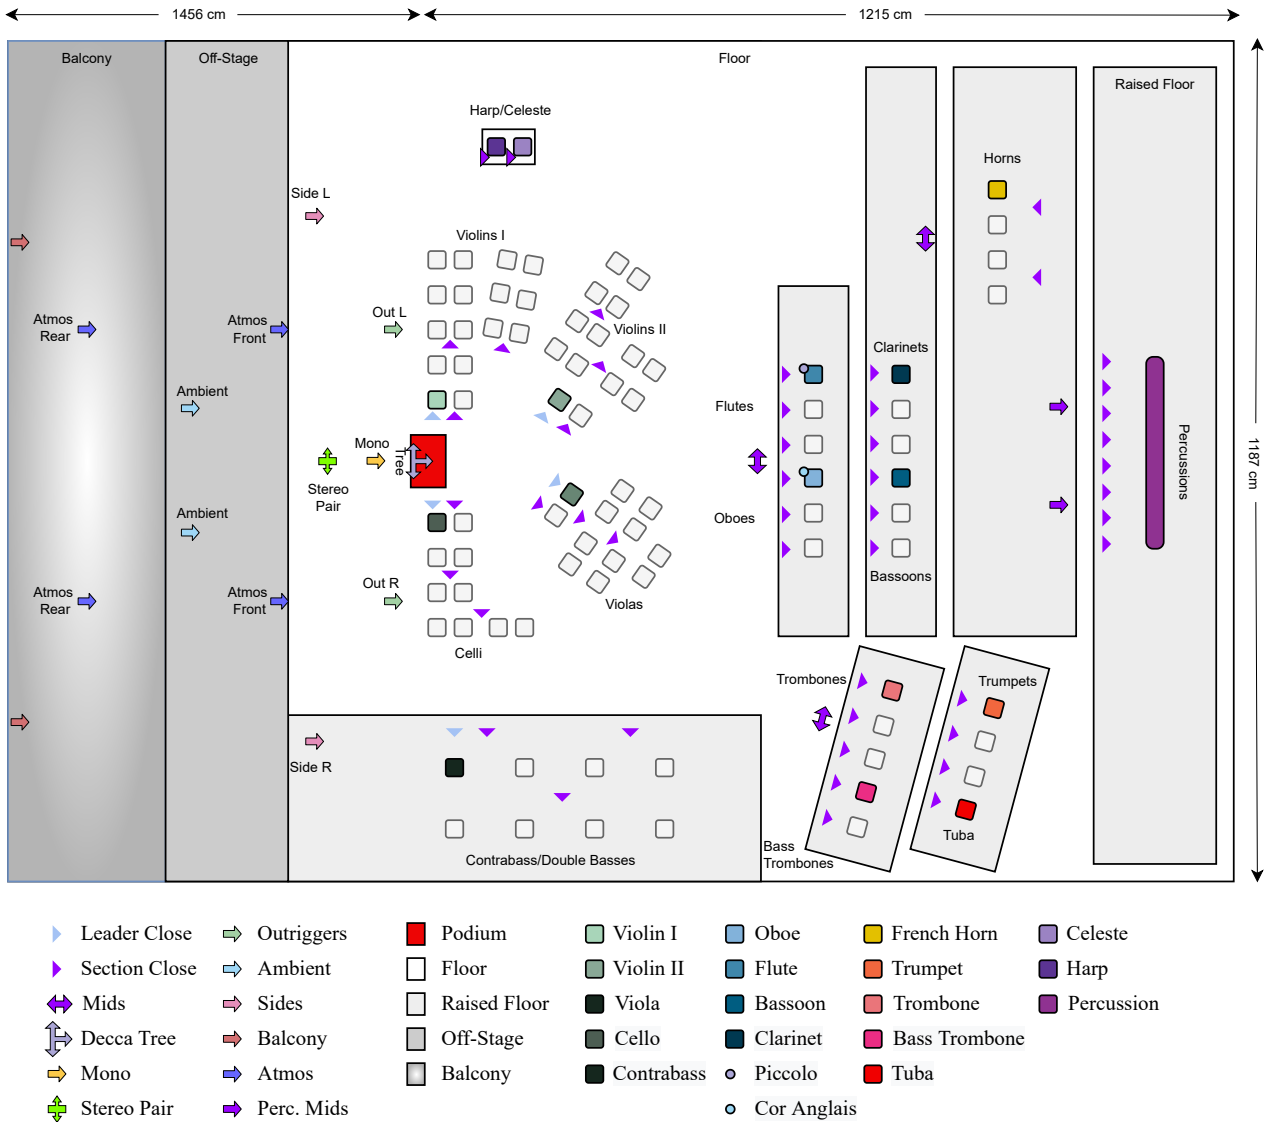 1456 cm
1215 cm
Balcony
Off-Stage
Floor
Raised Floor
Harp/Celeste
Horns
Side L
Violins I
Out L
Atmos
Rear
Atmos
Front
Violins II
Clarinets
Ambient
Flutes
Mono
Tree
Stereo
Pair
Percussions
1187 cm
Ambient
Oboes
Out R
Atmos
Rear
Atmos
Front
Bassoons
Violas
Celli
Trombones
Trumpets
Side R
Tuba
Bass
Trombones
Contrabass/Double Basses
Leader Close
Outriggers
Podium
Violin I
Oboe
French Horn
Celeste
Section Close
Ambient
Floor
Violin II
Flute
Trumpet
Harp
Mids
Sides
Raised Floor
Viola
Bassoon
Trombone
Percussion
Decca Tree
Balcony
Off-Stage
Cello
Clarinet
Bass Trombone
Mono
Atmos
Balcony
Contrabass
Piccolo
Tuba
Stereo Pair
Perc. Mids
Cor Anglais